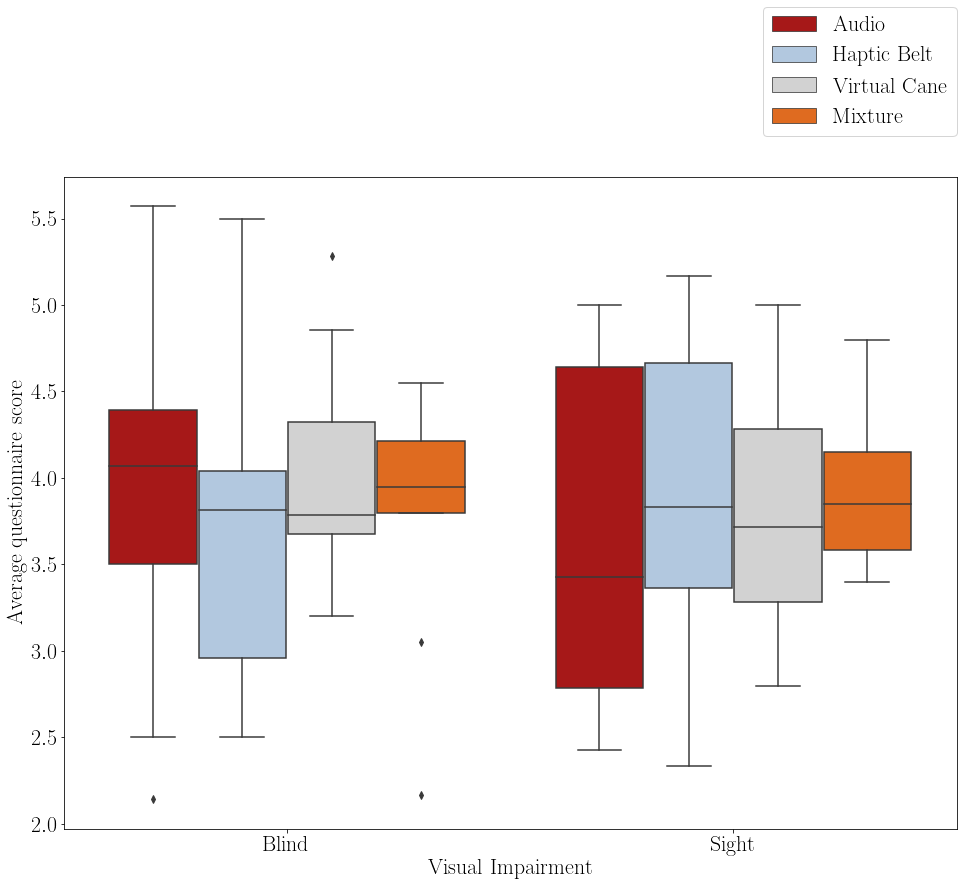 Audio
Haptic Belt
Virtual Cane
Mixture
Average questionnaire score
5.5
5.0
4.5
4.0
3.5
3.0
2.5
2.0
Blind
Sight
Visual Impairment